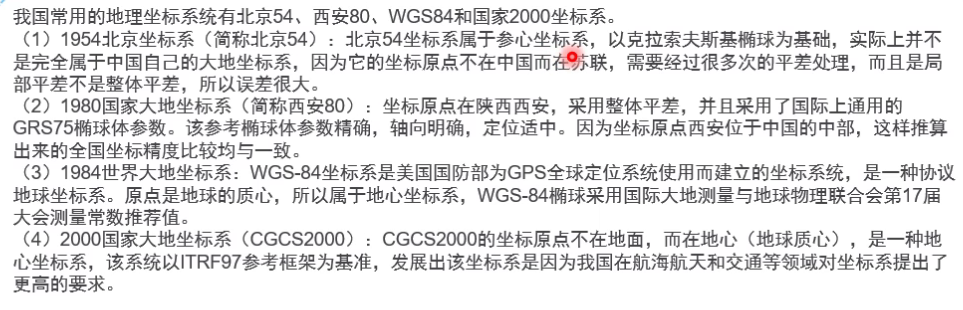 我国常用的地理坐标系统有北京54、西安80、WGS84和国家2000坐标系。
（1）1954北京坐标系（简称北京54）：北京54坐标系属于参心坐标系，以克拉索夫斯基椭球为基础，实际上并不
是完全属于中国自己的大地坐标系，因为它的坐标原点不在中国而在苏联，需要经过很多次的平差处理，而且是局
部平差不是整体平差，所以误差很大。
（2）1980国家大地坐标系（简称西安80）：坐标原点在陕西西安，采用整体平差，并且采用了国际上通用的
GRS75椭球体参数。该参考椭球体参数精确，轴向明确，定位适中。因为坐标原点西安位于中国的中部，这样推算
出来的全国坐标精度比较均与一致。
（3）1984世界大地坐标系：WGS-84坐标系是美国国防部为GPS全球定位系统使用而建立的坐标系统，是一种协议
地球坐标系。原点是地球的质心，所以属于地心坐标系，WGS-84椭球采用国际大地测量与地球物理联合会第17届
大会测量常数推荐值。
（4）2000国家大地坐标系（CGCS2000）：CGCS2000的坐标原点不在地面，而在地心（地球质心），是一种地
心坐标系，该系统以ITRF97参考框架为基准，发展出该坐标系是因为我国在航海航天和交通等领域对坐标系提出了
更高的要求。